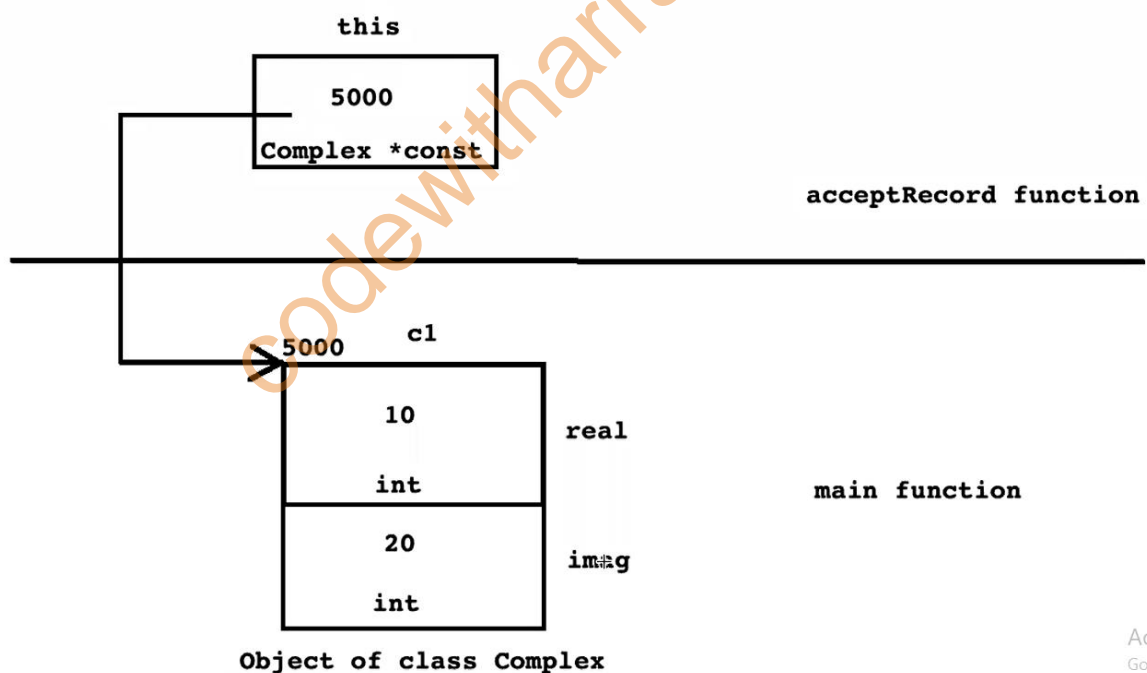 this
5000
Complex *const
acceptRecord function
c1
5000
10
real
int
main function
20
imag
int
Object of class Complex